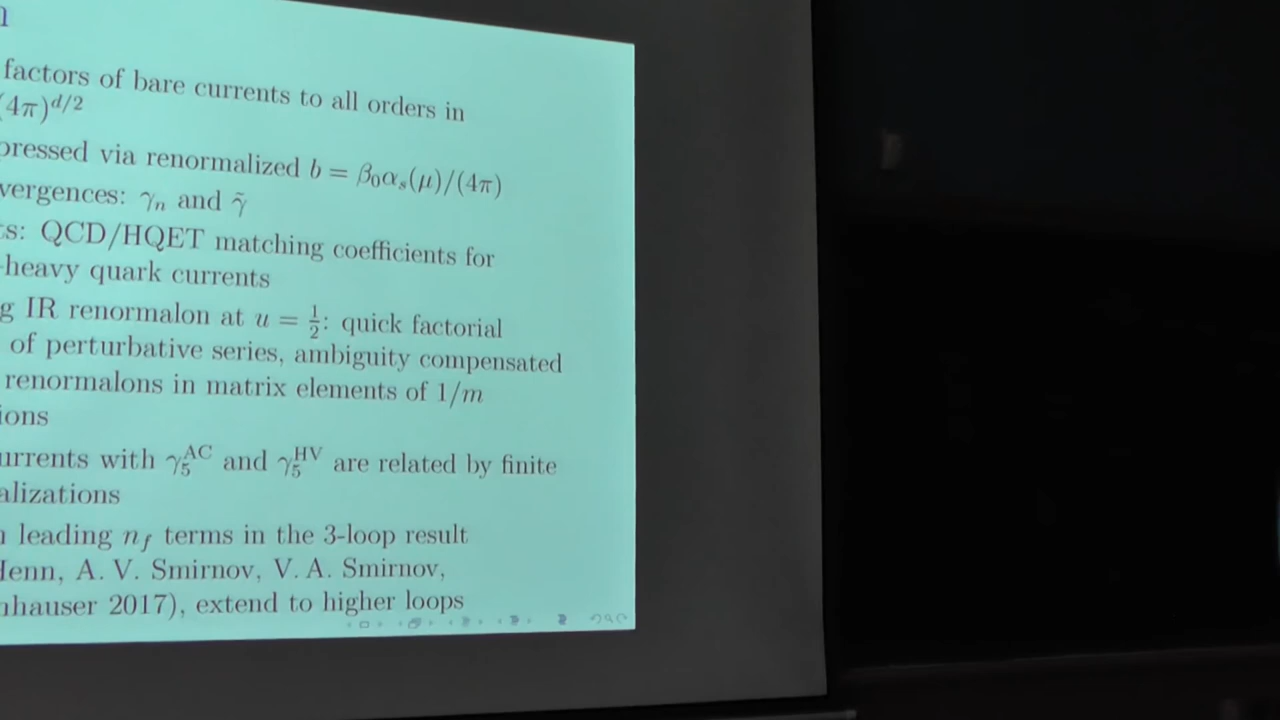 n
factors of bare currents to all orders in
(4π)^{d/2}
pressed via renormalized b = β₀αₛ(μ)/(4π)
vergences: γₙ and γ̃
ts: QCD/HQET matching coefficients for
-heavy quark currents
g IR renormalon at u = 1/2: quick factorial
of perturbative series, ambiguity compensated
renormalons in matrix elements of 1/m
ions
urrents with γ₅^{AC} and γ₅^{HV} are related by finite
alizations
n leading n_f terms in the 3-loop result
Henn, A. V. Smirnov, V. A. Smirnov,
nhauser 2017), extend to higher loops